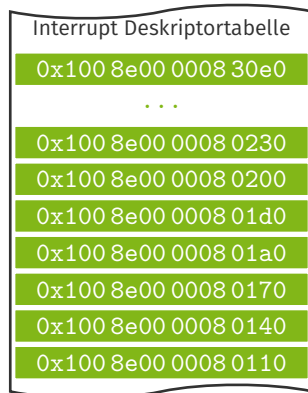 Interrupt Deskriptortabelle
0x100 8e00 0008 30e0
...
0x100 8e00 0008 0230
0x100 8e00 0008 0200
0x100 8e00 0008 01d0
0x100 8e00 0008 01a0
0x100 8e00 0008 0170
0x100 8e00 0008 0140
0x100 8e00 0008 0110